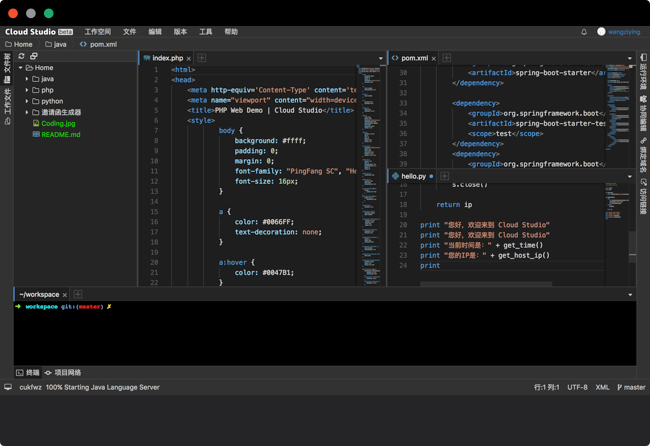 Cloud Studio Beta 工作空间 文件 编辑 版本 工具 帮助 wangziying
Home java pom.xml
文件树
工作文件
Home
java
php
python
邀请函生成器
Coding.jpg
README.md
index.php
1 <html>
2 <head>
3 <meta http-equiv='Content-Type' content='te
4 <meta name="viewport" content="width=device
5 <title>PHP Web Demo | Cloud Studio</title>
6 <style>
7 body {
8 background: #ffff;
9 padding: 0;
10 margin: 0;
11 font-family: "PingFang SC", "He
12 font-size: 16px;
13 }
14
15 a {
16 color: #0066FF;
17 text-decoration: none;
18 }
19
20 a:hover {
21 color: #0047B1;
22 }
pom.xml
30 <artifactId>spring-boot-starter</ar
31 </dependency>
32
33 <dependency>
34 <groupId>org.springframework.boot</
35 <artifactId>spring-boot-starter-tes
36 <scope>test</scope>
37 </dependency>
38 <dependency>
39 <groupId>org.springframework.boot</
hello.py
16 s.close()
17
18 return ip
19
20 print "您好，欢迎来到 Cloud Studio"
21 print "您好，欢迎来到 Cloud Studio"
22 print "当前时间是：" + get_time()
23 print "您的IP是：" + get_host_ip()
24 print
运行环境
协同编辑
绑定域名
访问链接
~/workspace
workspace git:(master) ✗
终端 项目网络
cukfwz 100% Starting Java Language Server 行:1 列:1 UTF-8 XML master